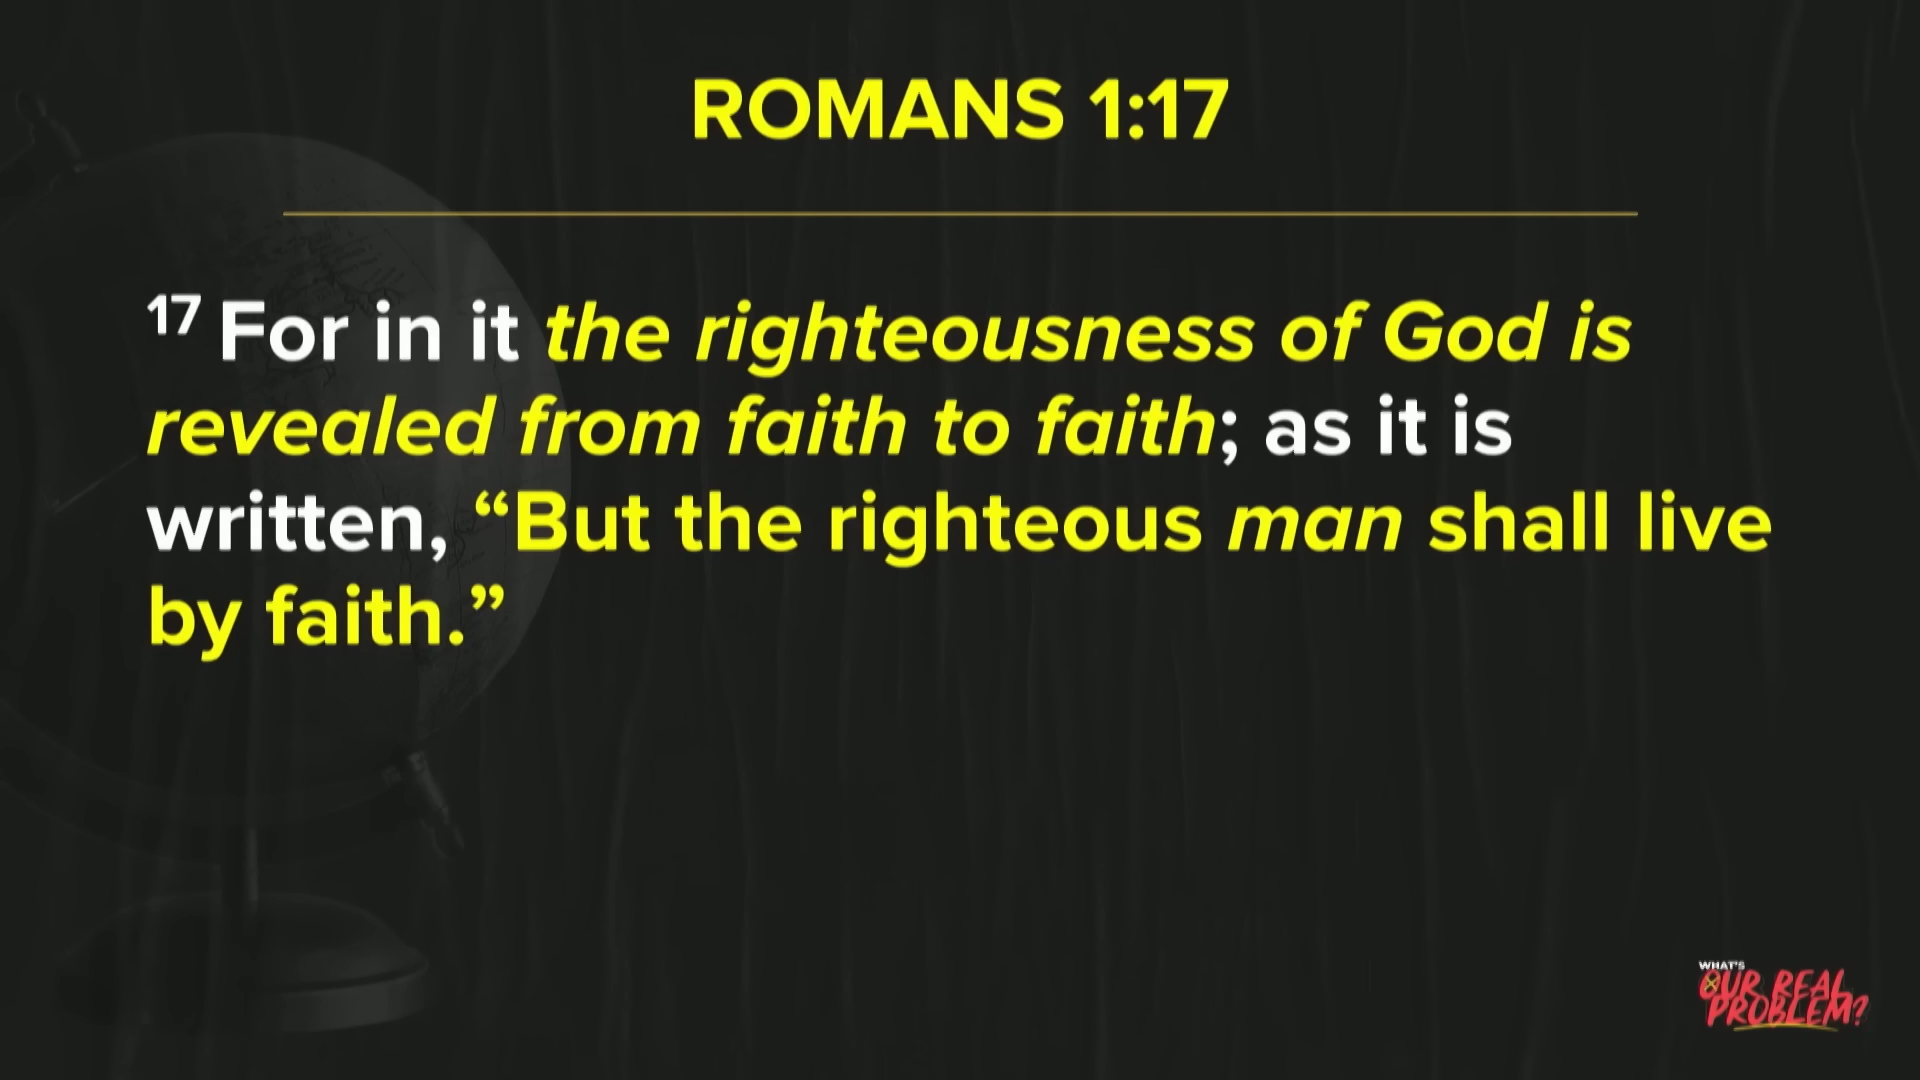 ROMANS 1:17
17 For in it the righteousness of God is
revealed from faith to faith; as it is
written, “But the righteous man shall live
by faith.”
WHAT'S
OUR REAL
PROBLEM?